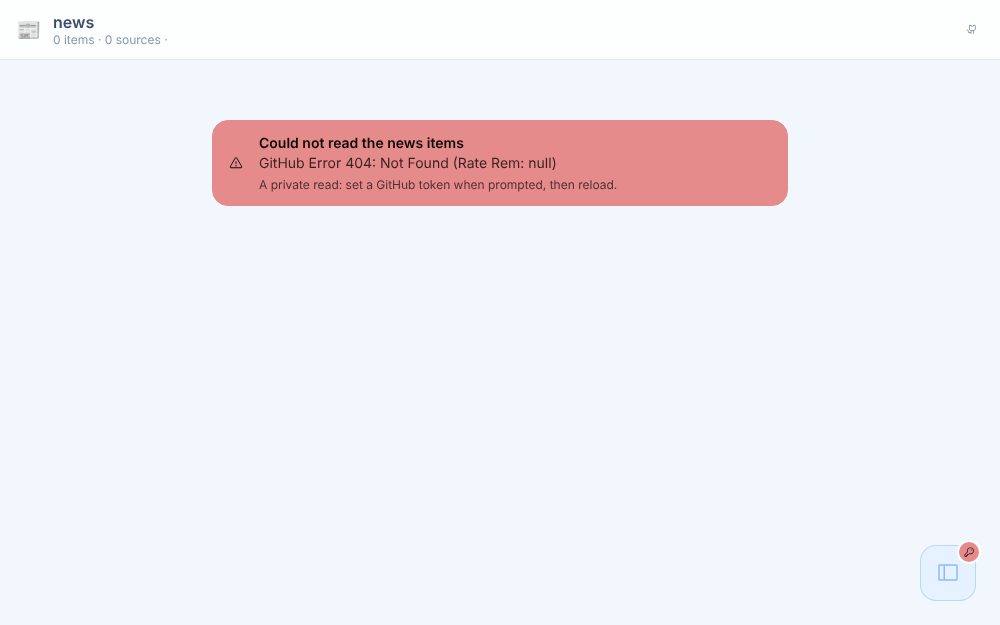 news
0 items · 0 sources ·
Could not read the news items
GitHub Error 404: Not Found (Rate Rem: null)
A private read: set a GitHub token when prompted, then reload.